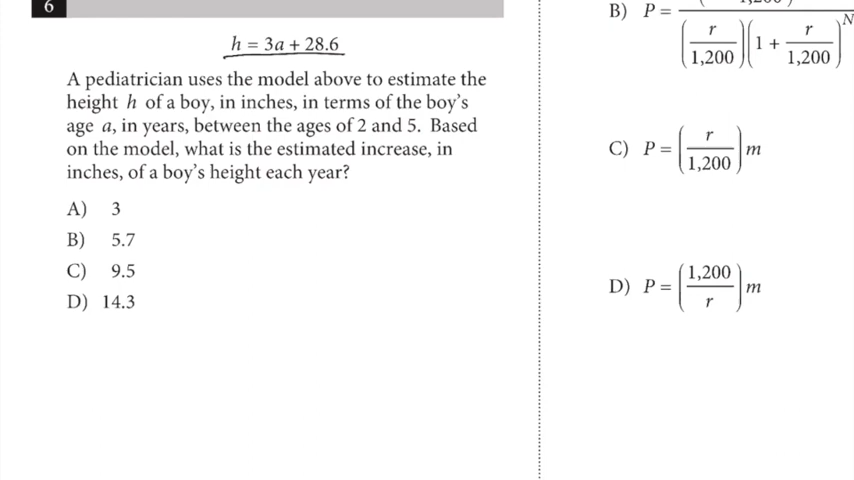 6
h = 3a + 28.6
A pediatrician uses the model above to estimate the
height h of a boy, in inches, in terms of the boy's
age a, in years, between the ages of 2 and 5. Based
on the model, what is the estimated increase, in
inches, of a boy's height each year?
A) 3
B) 5.7
C) 9.5
D) 14.3
B) P =
(r/1,200)(1 + r/1,200)^N
C) P = (r/1,200)m
D) P = (1,200/r)m